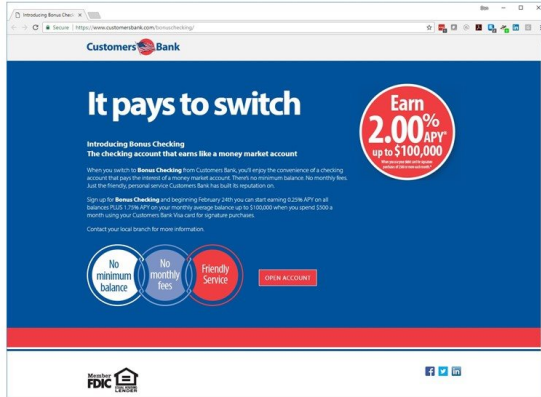 Introducing Bonus Check
Secure https://www.customersbank.com/bonuschecking/
Customers Bank
It pays to switch
Earn
2.00%
APY*
up to $100,000
Introducing Bonus Checking
The checking account that earns like a money market account
When you switch to Bonus Checking from Customers Bank, you'll enjoy the convenience of a checking
account that pays the interest of a money market account. There's no minimum balance. No monthly fees.
Just the friendly, personal service Customers Bank has built its reputation on.
Sign up for Bonus Checking and beginning February 24th you can start earning 0.25% APY on all
balances PLUS 1.75% APY on your monthly average balance up to $100,000 when you spend $300 a
month using your Customers Bank Visa card for signature purchases.
Contact your local branch for more information.
No
minimum
balance
No
monthly
fees
Friendly
Service
OPEN ACCOUNT
Member
FDIC
EQUAL HOUSING
LENDER